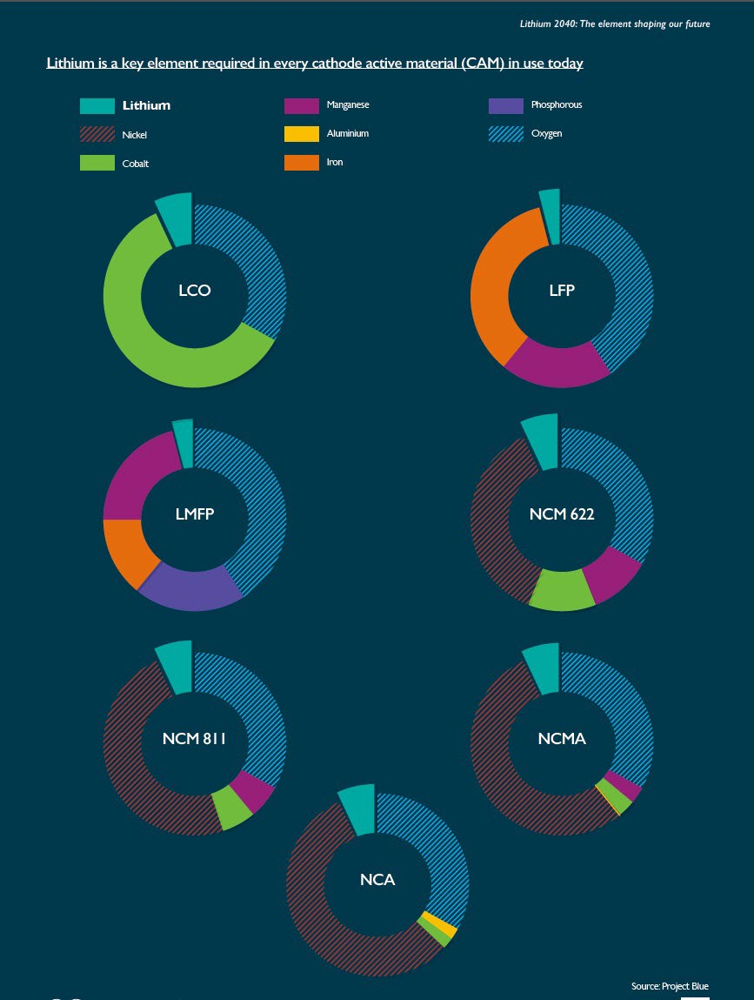 Lithium 2040: The element shaping our future
Lithium is a key element required in every cathode active material (CAM) in use today
Lithium
Manganese
Phosphorous
Nickel
Aluminium
Oxygen
Cobalt
Iron
LCO
LFP
LMFP
NCM 622
NCM 811
NCMA
NCA
Source: Project Blue